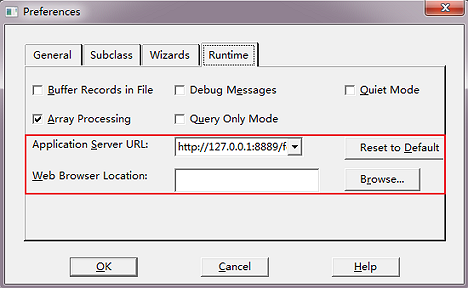 Preferences
General Subclass Wizards Runtime
Buffer Records in File Debug Messages Quiet Mode
Array Processing Query Only Mode
Application Server URL: http://127.0.0.1:8889/f Reset to Default
Web Browser Location: Browse...
OK Cancel Help